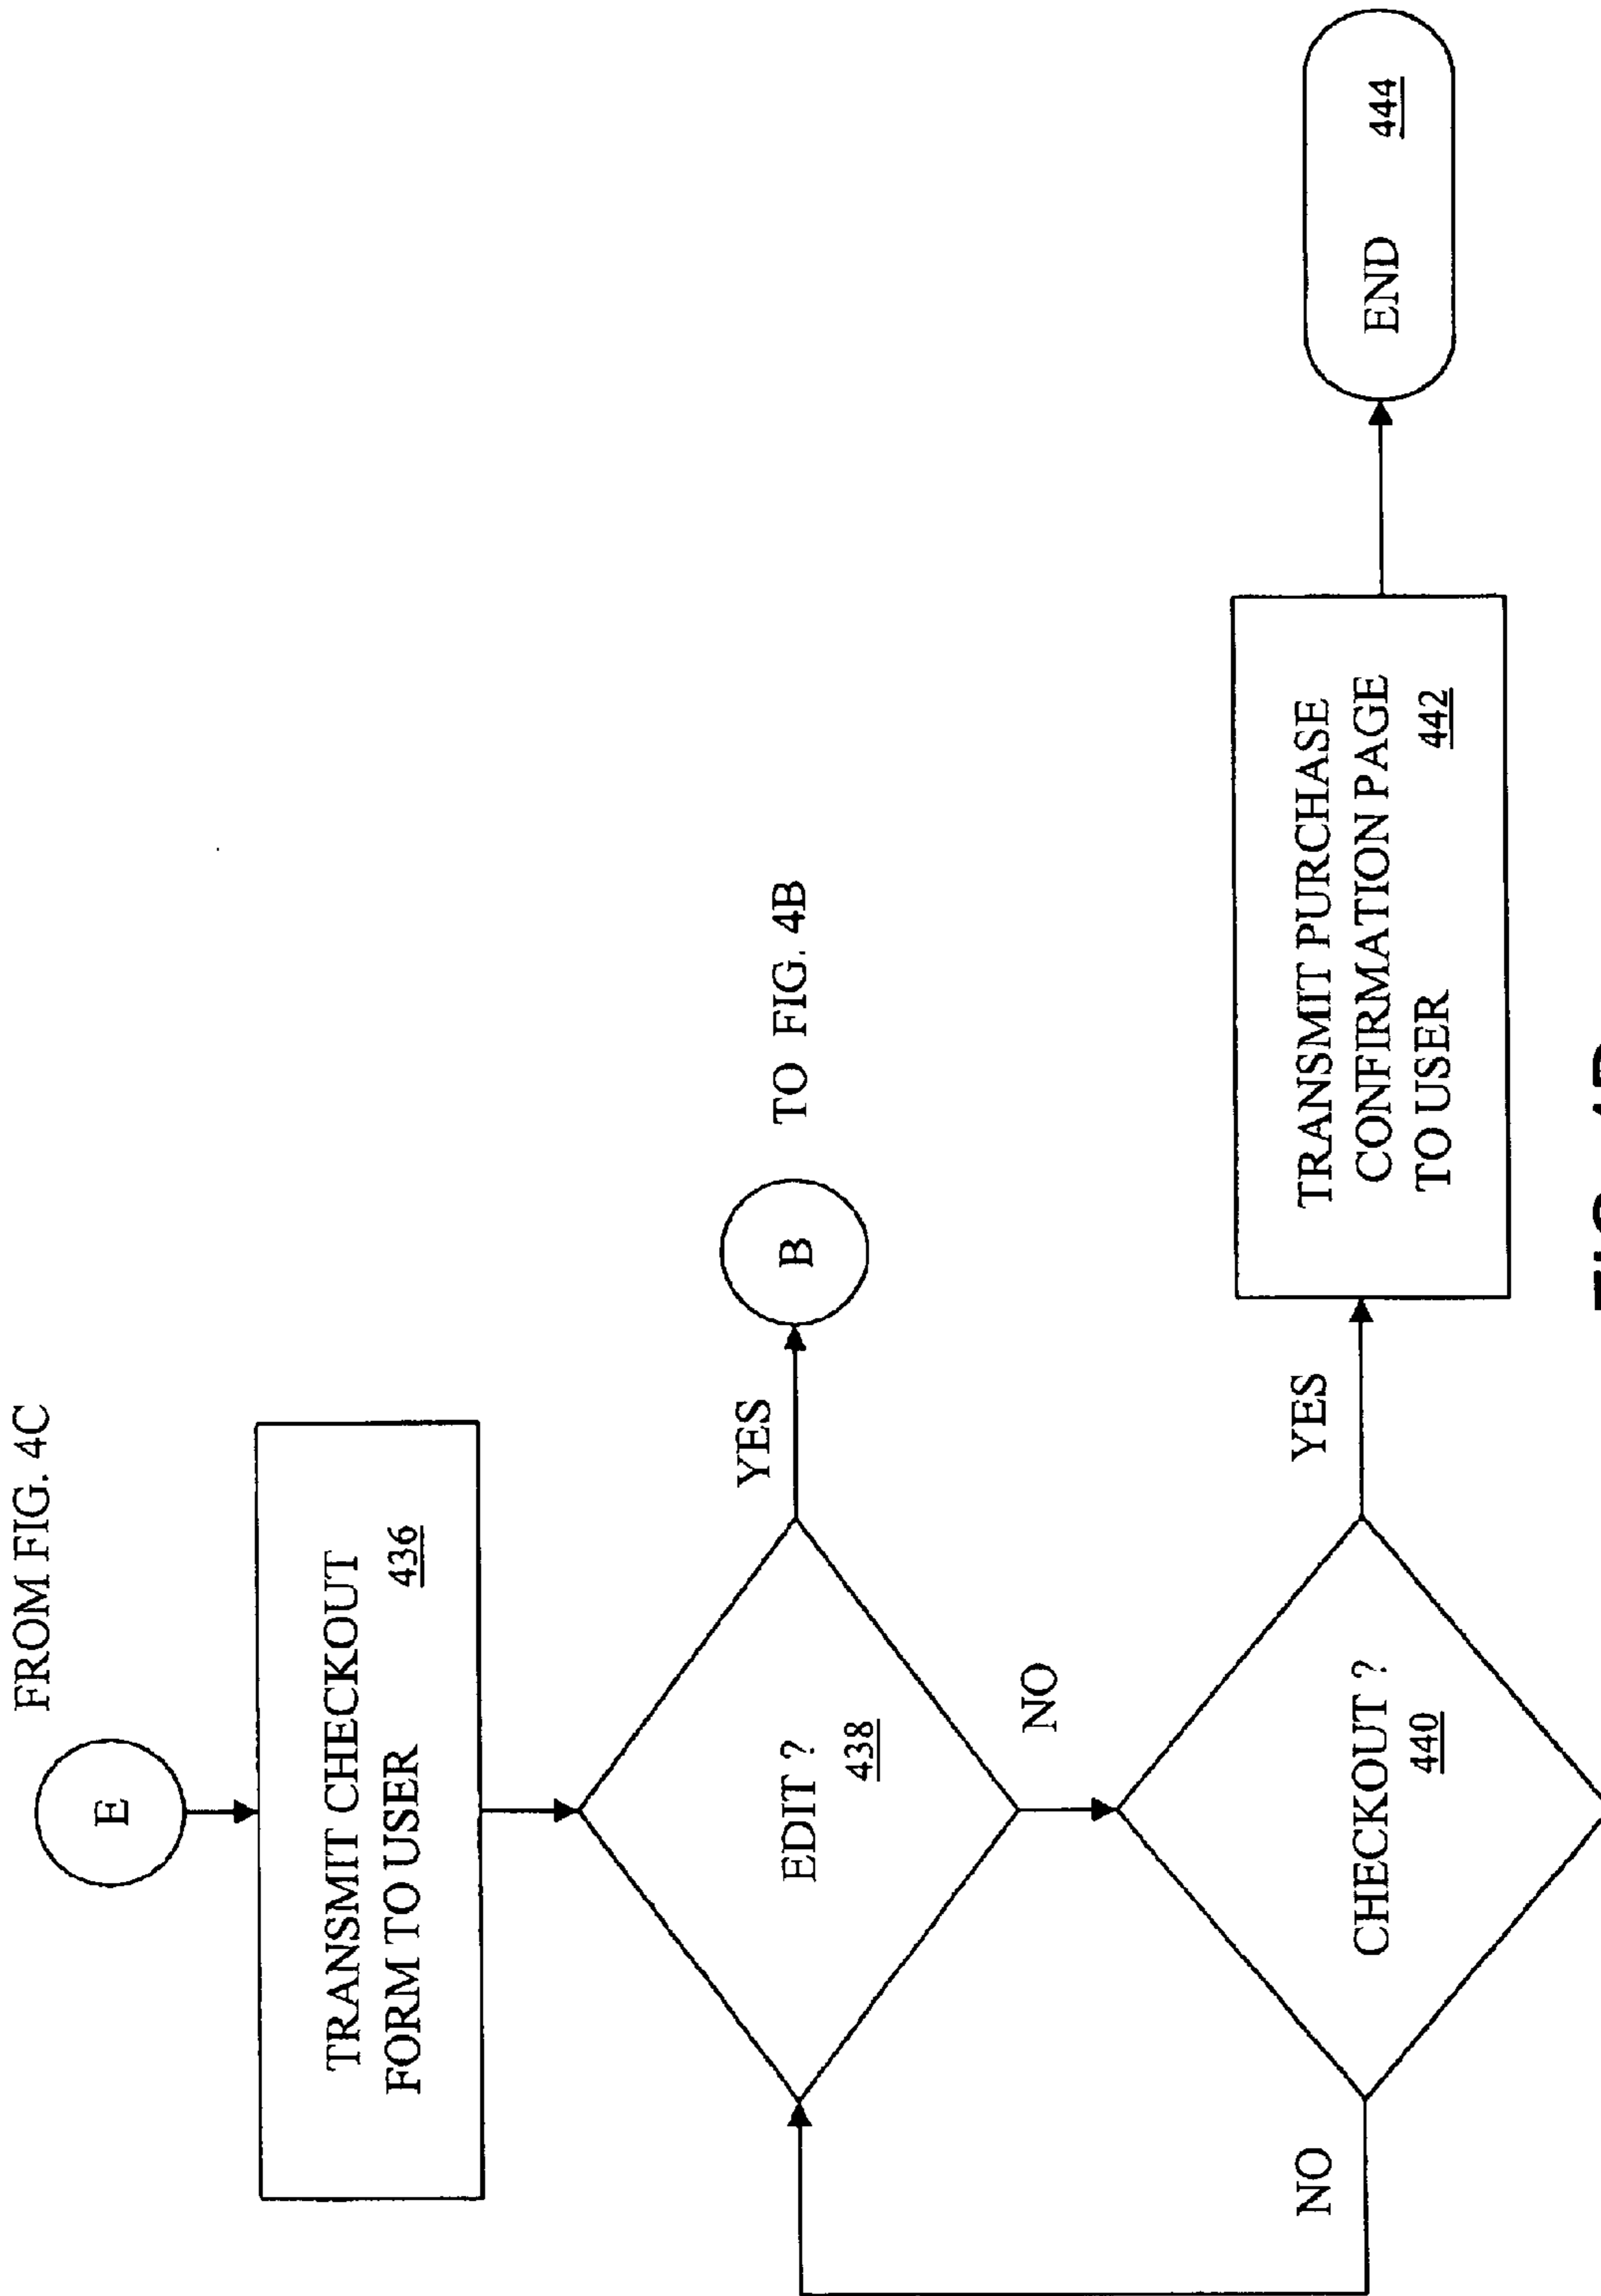 FROM FIG. 4C
E
TRANSMIT CHECKOUT
FORM TO USER 436
EDIT ?
438
YES
B
TO FIG. 4B
NO
CHECKOUT ?
440
NO
YES
TRANSMIT PURCHASE
CONFIRMATION PAGE
TO USER 442
END 444